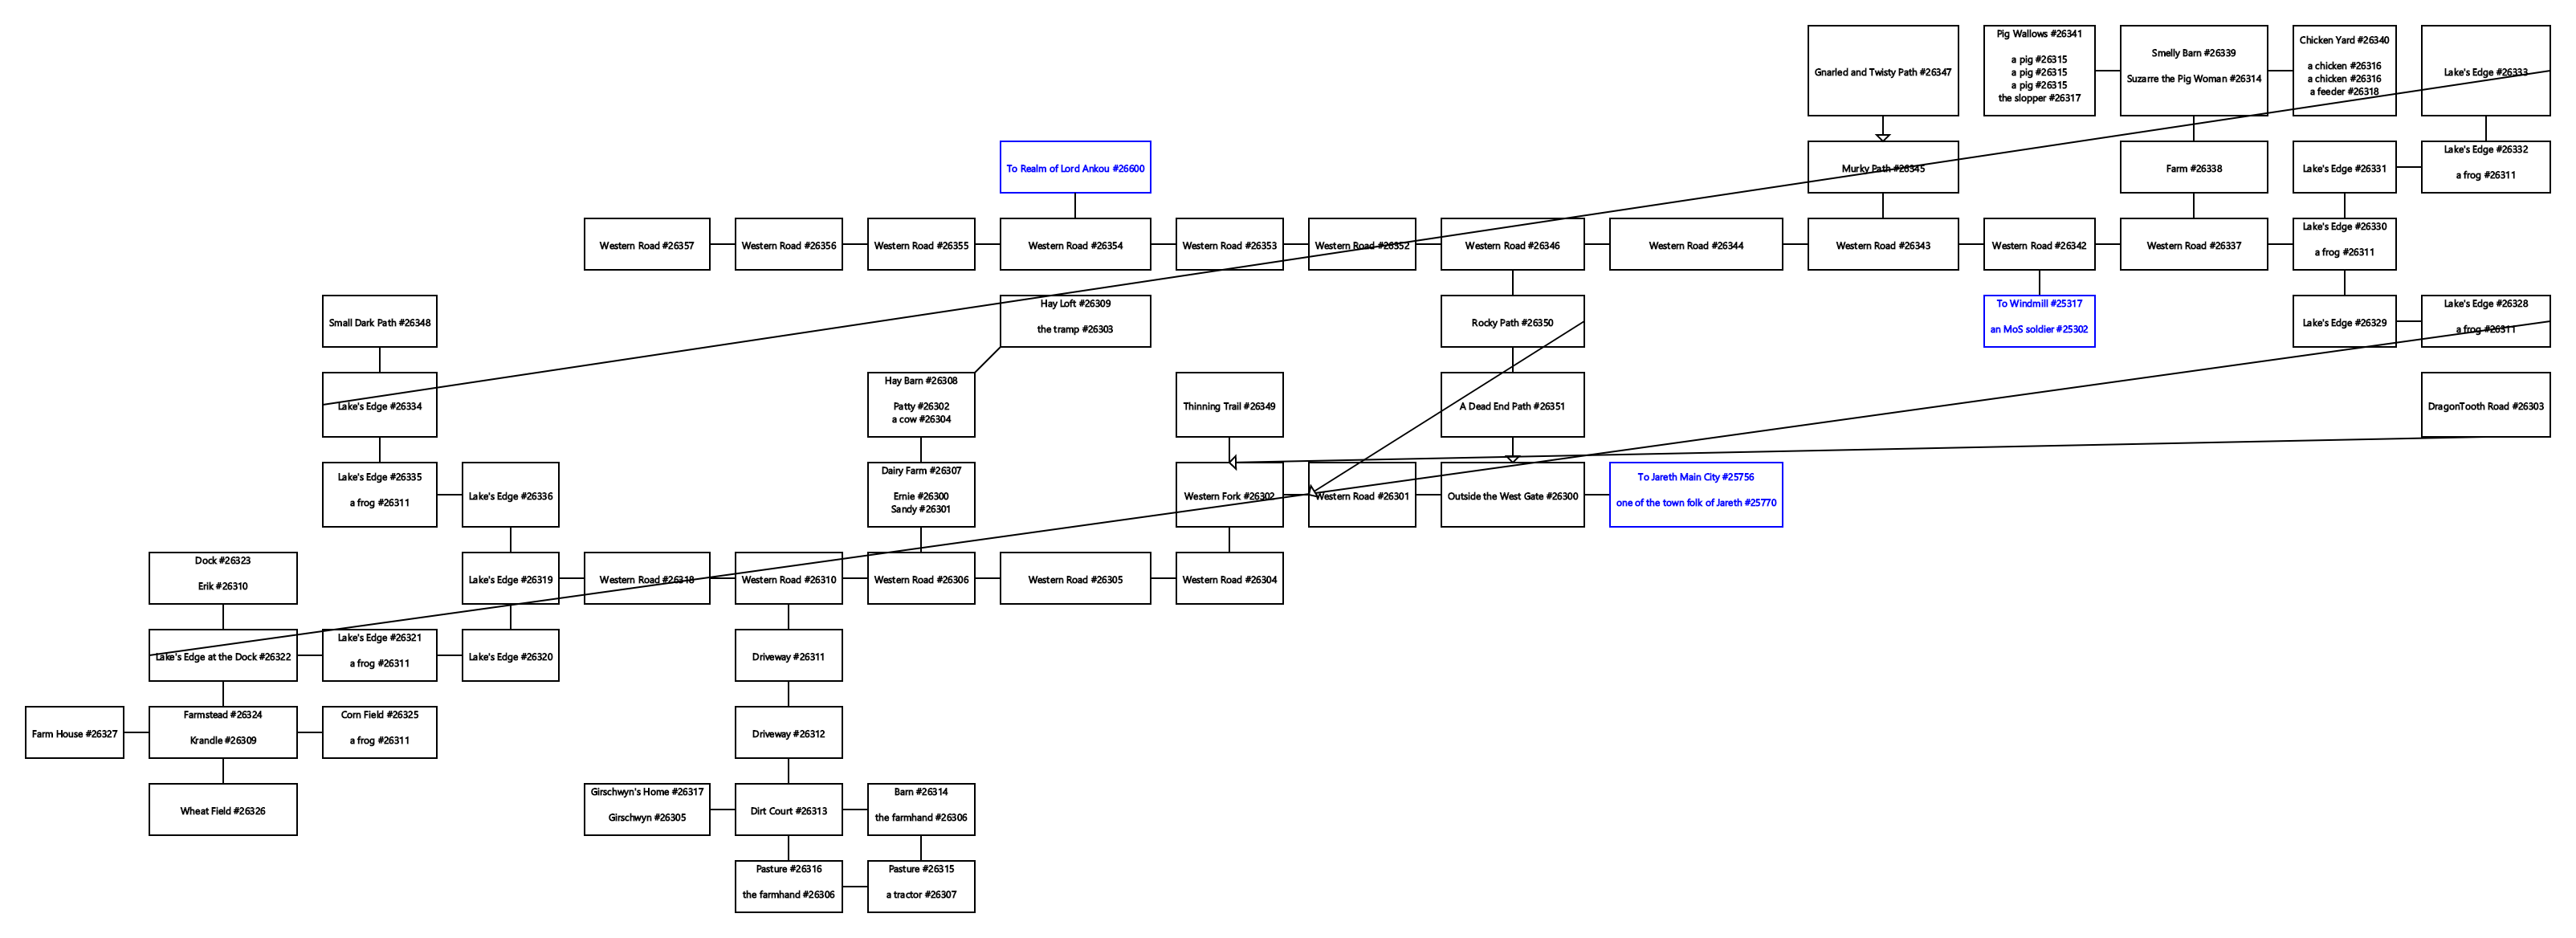 Gnarled and Twisty Path #26347
Pig Wallows #26341
a pig #26315
a pig #26315
a pig #26315
the slopper #26317
Smelly Barn #26339
Suzarre the Pig Woman #26314
Chicken Yard #26340
a chicken #26316
a chicken #26316
a feeder #26318
Lake's Edge #26333
To Realm of Lord Ankou #26600
Murky Path #26345
Farm #26338
Lake's Edge #26331
Lake's Edge #26332
a frog #26311
Western Road #26357
Western Road #26356
Western Road #26355
Western Road #26354
Western Road #26353
Western Road #26352
Western Road #26346
Western Road #26344
Western Road #26343
Western Road #26342
Western Road #26337
Lake's Edge #26330
a frog #26311
Small Dark Path #26348
Hay Loft #26309
the tramp #26303
Rocky Path #26350
To Windmill #25317
an MoS soldier #25302
Lake's Edge #26329
Lake's Edge #26328
a frog #26311
Lake's Edge #26334
Hay Barn #26308
Patty #26302
a cow #26304
Thinning Trail #26349
A Dead End Path #26351
DragonTooth Road #26303
Lake's Edge #26335
a frog #26311
Lake's Edge #26336
Dairy Farm #26307
Ernie #26300
Sandy #26301
Western Fork #26302
Western Road #26301
Outside the West Gate #26300
To Jareth Main City #25756
one of the town folk of Jareth #25770
Dock #26323
Erik #26310
Lake's Edge #26319
Western Road #26318
Western Road #26310
Western Road #26306
Western Road #26305
Western Road #26304
Lake's Edge at the Dock #26322
Lake's Edge #26321
a frog #26311
Lake's Edge #26320
Driveway #26311
Farm House #26327
Farmstead #26324
Krandle #26309
Corn Field #26325
a frog #26311
Driveway #26312
Wheat Field #26326
Girschwyn's Home #26317
Girschwyn #26305
Dirt Court #26313
Barn #26314
the farmhand #26306
Pasture #26316
the farmhand #26306
Pasture #26315
a tractor #26307